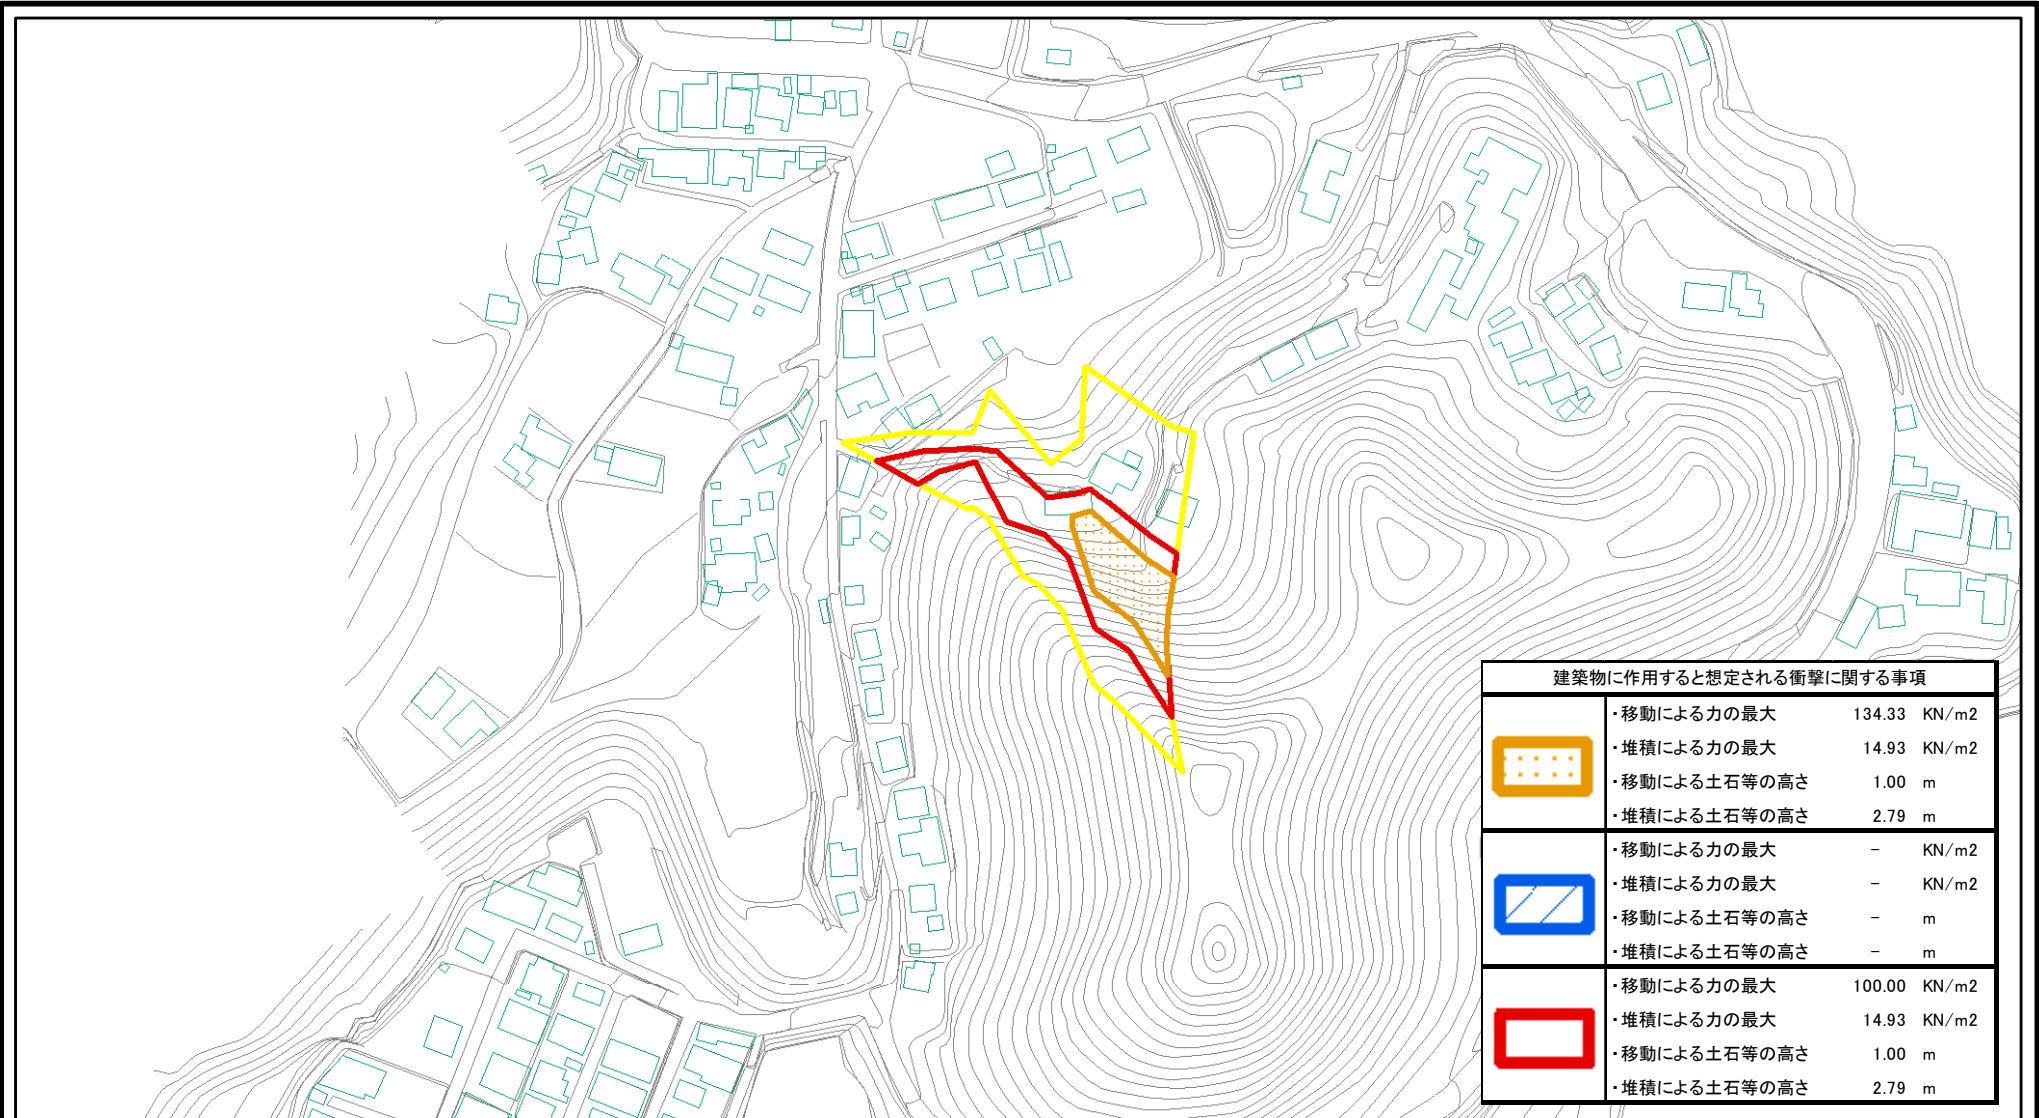 建築物に作用すると想定される衝撃に関する事項
・移動による力の最大 134.33 KN/m2
・堆積による力の最大 14.93 KN/m2
・移動による土石等の高さ 1.00 m
・堆積による土石等の高さ 2.79 m
・移動による力の最大 − KN/m2
・堆積による力の最大 − KN/m2
・移動による土石等の高さ − m
・堆積による土石等の高さ − m
・移動による力の最大 100.00 KN/m2
・堆積による力の最大 14.93 KN/m2
・移動による土石等の高さ 1.00 m
・堆積による土石等の高さ 2.79 m